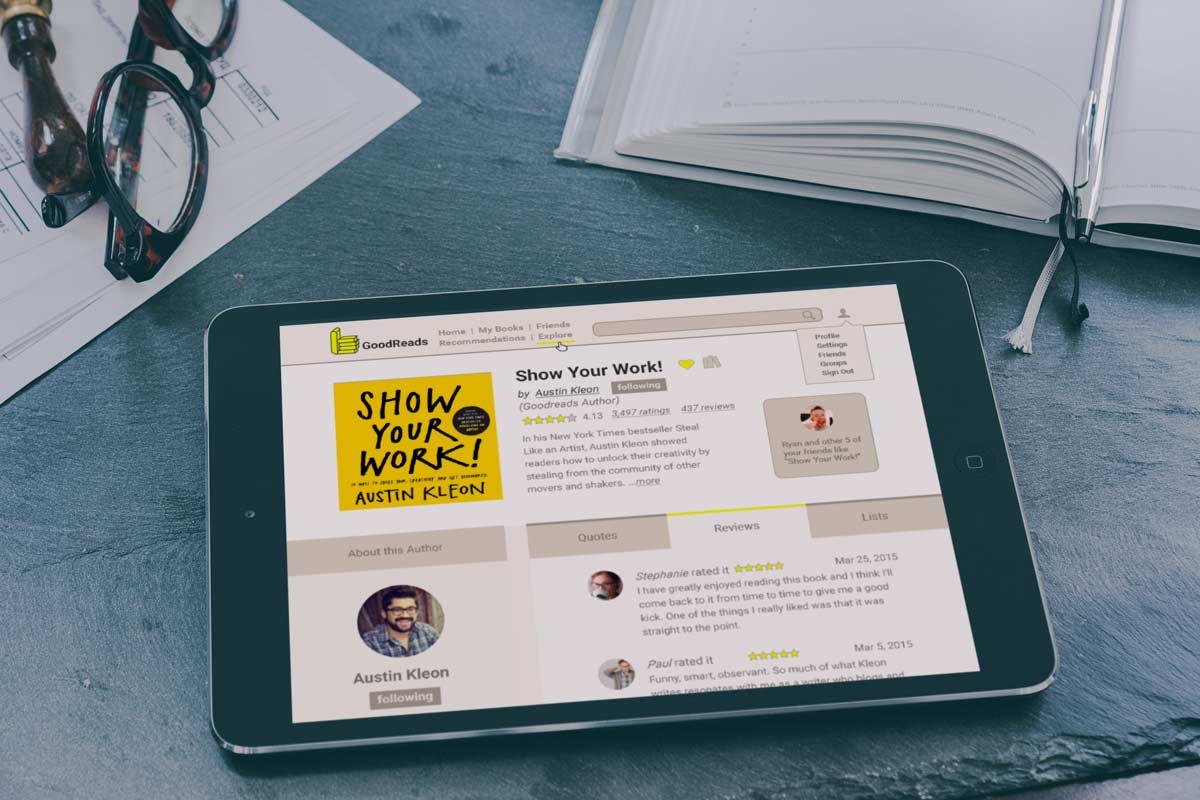 GoodReads
Home | My Books | Friends
Recommendations | Explore
Profile
Settings
Friends
Groups
Sign Out
SHOW
YOUR
WORK!
AUSTIN KLEON
Show Your Work!
by Austin Kleon following
(Goodreads Author)
4.13 3,497 ratings 437 reviews
In his New York Times bestseller Steal
Like an Artist, Austin Kleon showed
readers how to unlock their creativity by
stealing from the community of other
movers and shakers. ...more
Ryan and other 5 of
your friends like
"Show Your Work!"
About this Author
Austin Kleon
following
Quotes
Reviews
Lists
Stephanie rated it Mar 25, 2015
I have greatly enjoyed reading this book and I think I'll
come back to it from time to time to give me a good
kick. One of the things I really liked was that it was
straight to the point.
Paul rated it Mar 5, 2015
Funny, smart, observant. So much of what Kleon
writes resonates with me as a writer who blogs and